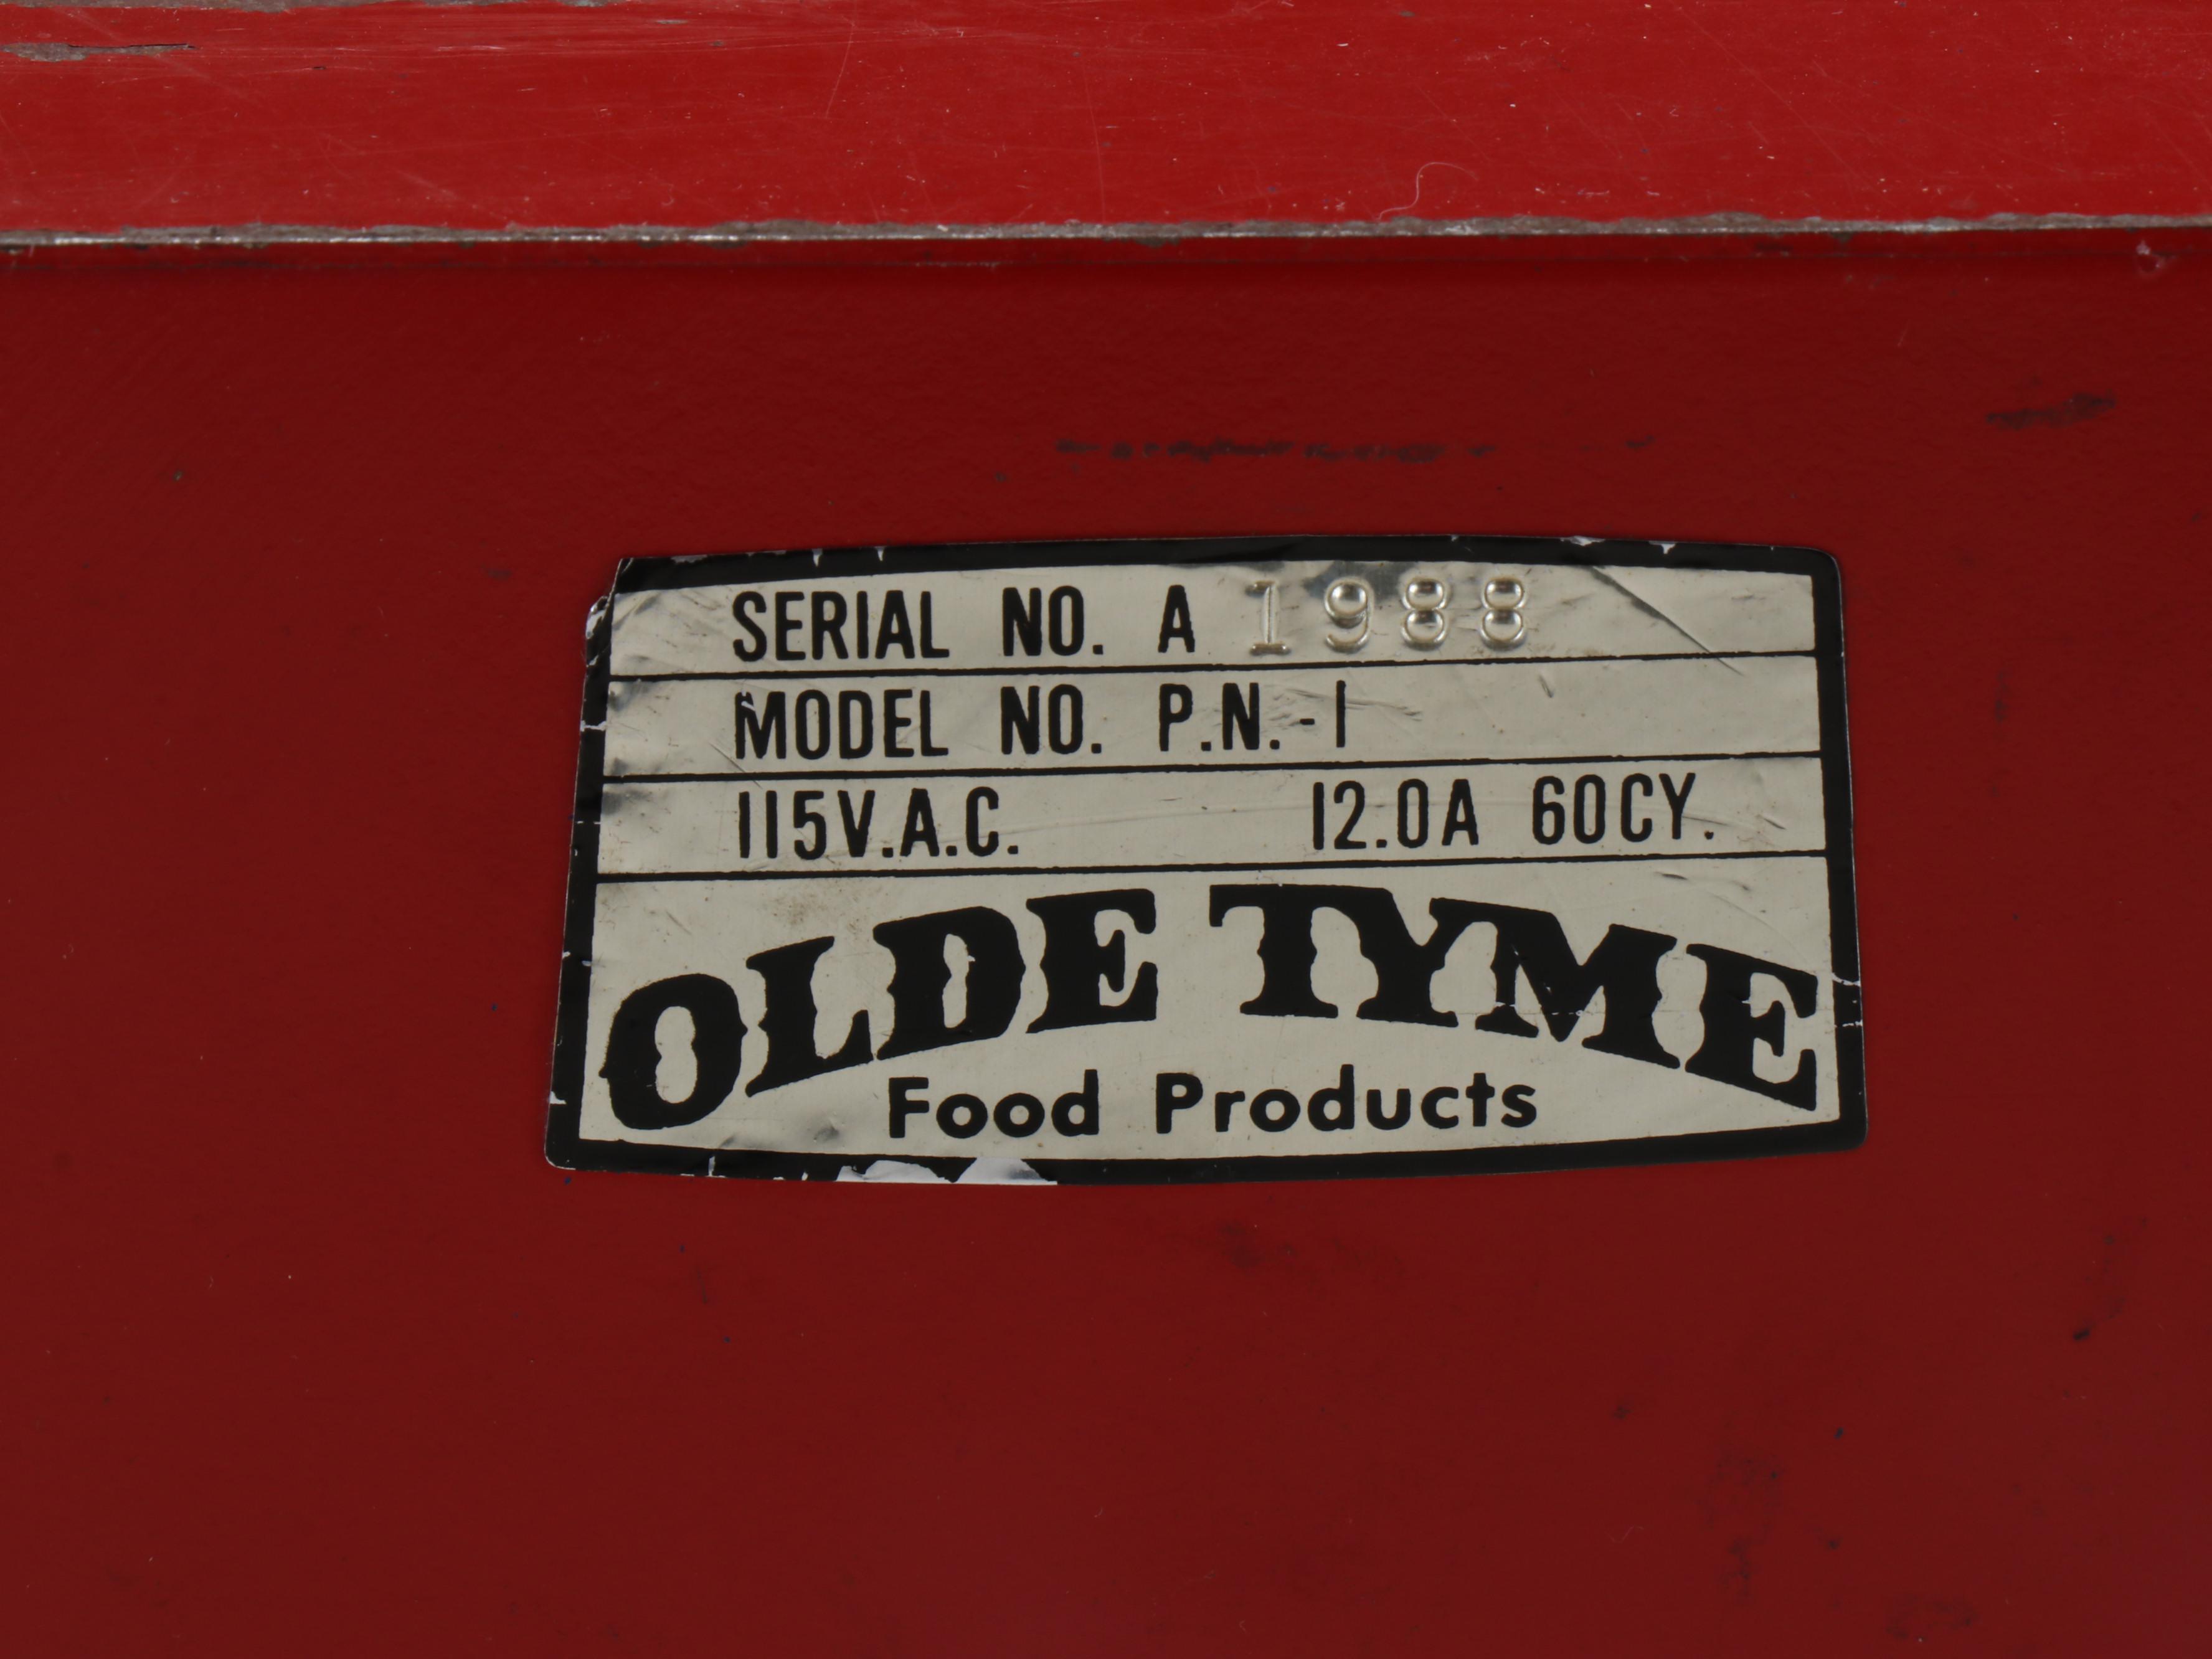 SERIAL NO. A 1988
MODEL NO. P.N.-1
115V.A.C. 12.0A 60CY.
OLDE TYME
Food Products